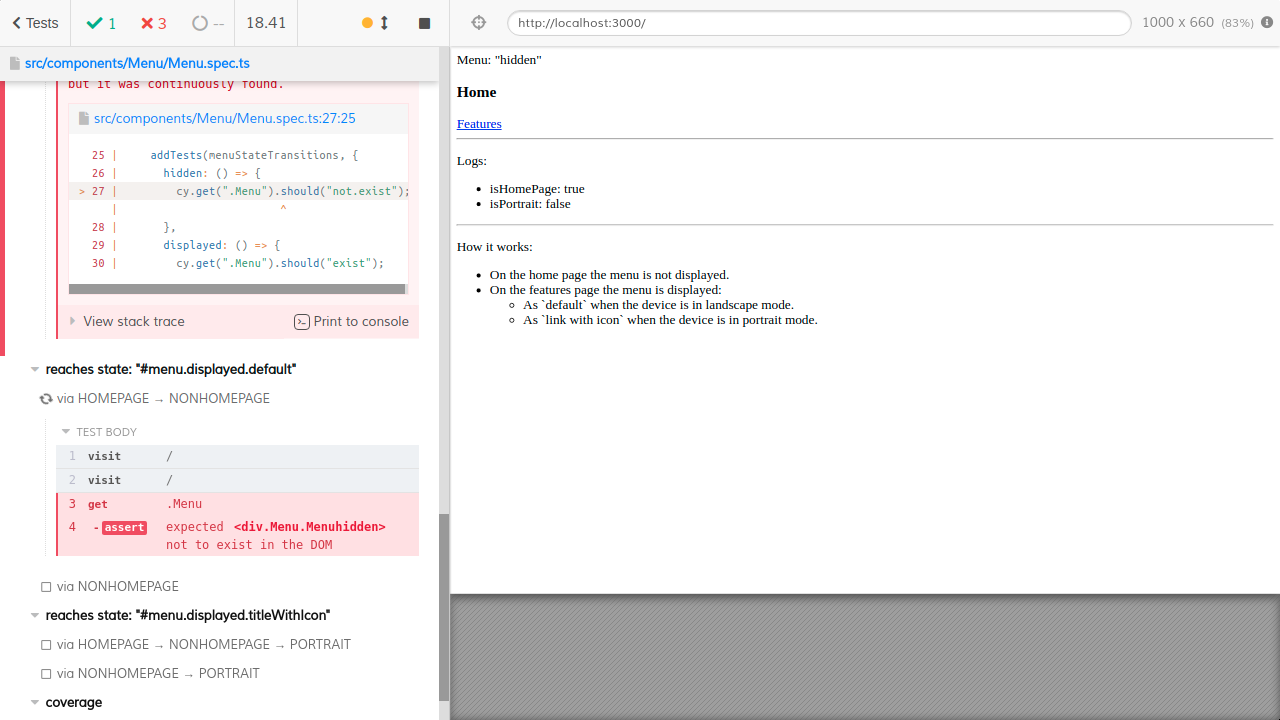 Tests
1
3
--
18.41
http://localhost:3000/
1000 x 660 (83%)
src/components/Menu/Menu.spec.ts
but it was continuously found.
src/components/Menu/Menu.spec.ts:27:25
25 | addTests(menuStateTransitions, {
26 | hidden: () => {
> 27 | cy.get(".Menu").should("not.exist");
| ^
28 | },
29 | displayed: () => {
30 | cy.get(".Menu").should("exist");
View stack trace
Print to console
reaches state: "#menu.displayed.default"
via HOMEPAGE → NONHOMEPAGE
TEST BODY
1 visit /
2 visit /
3 get .Menu
4 -assert expected <div.Menu.Menuhidden>
not to exist in the DOM
via NONHOMEPAGE
reaches state: "#menu.displayed.titleWithIcon"
via HOMEPAGE → NONHOMEPAGE → PORTRAIT
via NONHOMEPAGE → PORTRAIT
coverage
Menu: "hidden"
Home
Features
Logs:
• isHomePage: true
• isPortrait: false
How it works:
• On the home page the menu is not displayed.
• On the features page the menu is displayed:
◦ As `default` when the device is in landscape mode.
◦ As `link with icon` when the device is in portrait mode.